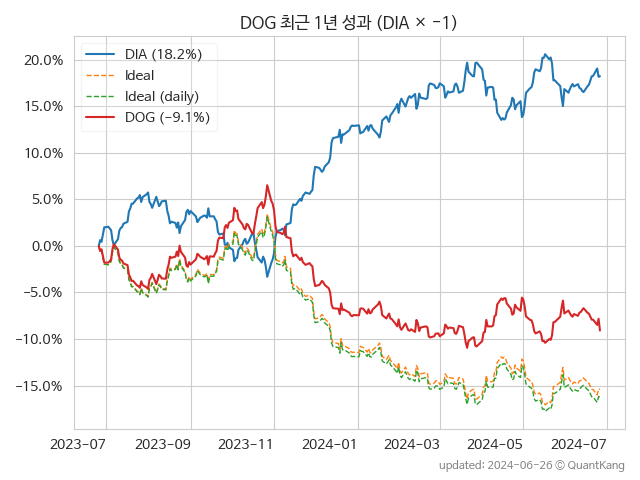 DOG 최근 1년 성과 (DIA × −1)
DIA (18.2%)
Ideal
Ideal (daily)
DOG (−9.1%)
20.0%
15.0%
10.0%
5.0%
0.0%
−5.0%
−10.0%
−15.0%
2023-07 2023-09 2023-11 2024-01 2024-03 2024-05 2024-07
updated: 2024-06-26 © QuantKang